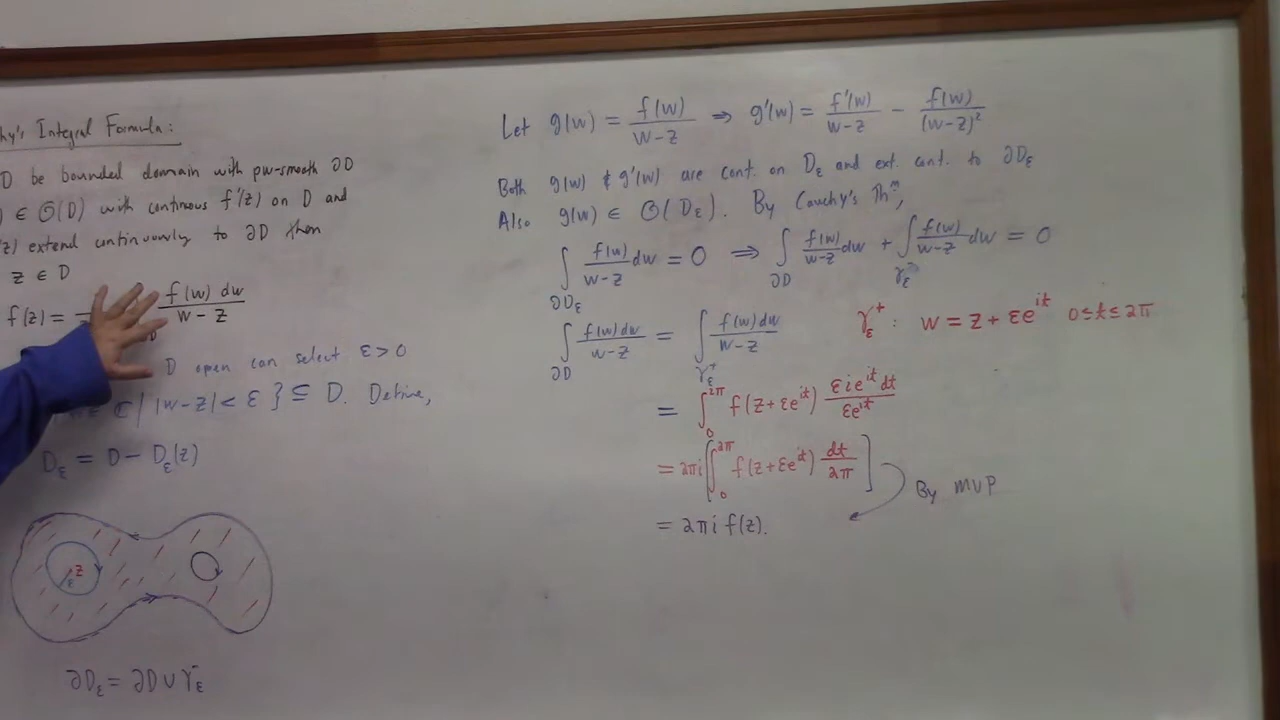 hy's Integral Formula:
D be bounded domain with pw-smooth ∂D
) ∈ O(D) with continuous f'(z) on D and
(z) extend continuously to ∂D then
z ∈ D
f(z) = f(w) dw / w - z
D open can select ε > 0
ℂ | |w-z| < ε } ⊆ D. Define,
D_ε = D - D_ε(z)
z
ε
∂D_ε = ∂D ∪ γ_ε^-
Let g(w) = f(w) / w-z ⇒ g'(w) = f'(w) / w-z - f(w) / (w-z)²
Both g(w) & g'(w) are cont. on D_ε and ext. cont. to ∂D_ε
Also g(w) ∈ O(D_ε). By Cauchy's Thᵐ,
∫_{∂D_ε} f(w) / w-z dw = 0 ⇒ ∫_{∂D} f(w) / w-z dw + ∫_{γ_ε^-} f(w) / w-z dw = 0
∫_{∂D} f(w) dw / w-z = ∫_{γ_ε^+} f(w) dw / w-z γ_ε^+ : w = z + εe^{it} 0 ≤ t ≤ 2π
= ∫_0^{2π} f(z+εe^{it}) εie^{it} dt / εe^{it}
= 2πi [ ∫_0^{2π} f(z+εe^{it}) dt / 2π ]
By MVP
= 2πi f(z).